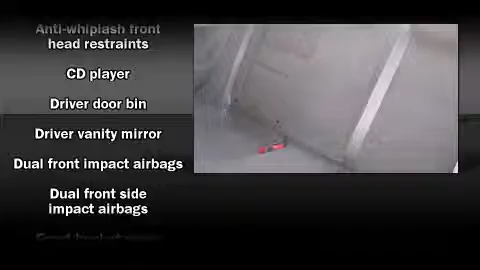 Anti-whiplash front
head restraints
CD player
Driver door bin
Driver vanity mirror
Dual front impact airbags
Dual front side
impact airbags